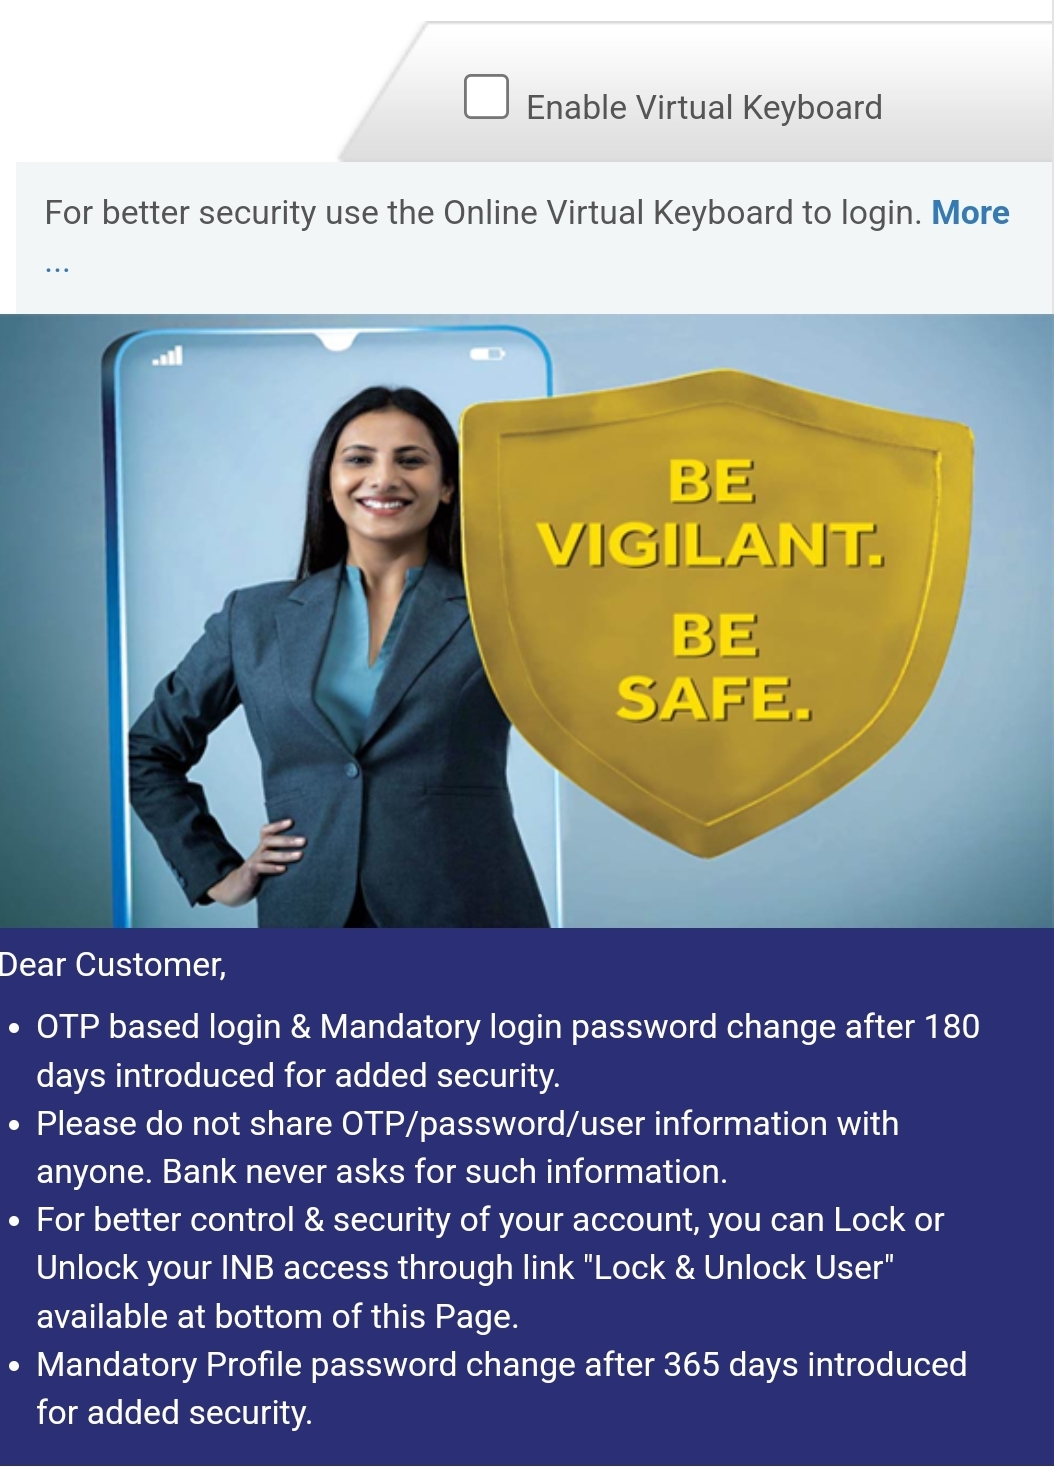 Enable Virtual Keyboard
For better security use the Online Virtual Keyboard to login. More
...
BE
VIGILANT.
BE
SAFE.
Dear Customer,
• OTP based login & Mandatory login password change after 180
days introduced for added security.
• Please do not share OTP/password/user information with
anyone. Bank never asks for such information.
• For better control & security of your account, you can Lock or
Unlock your INB access through link "Lock & Unlock User"
available at bottom of this Page.
• Mandatory Profile password change after 365 days introduced
for added security.